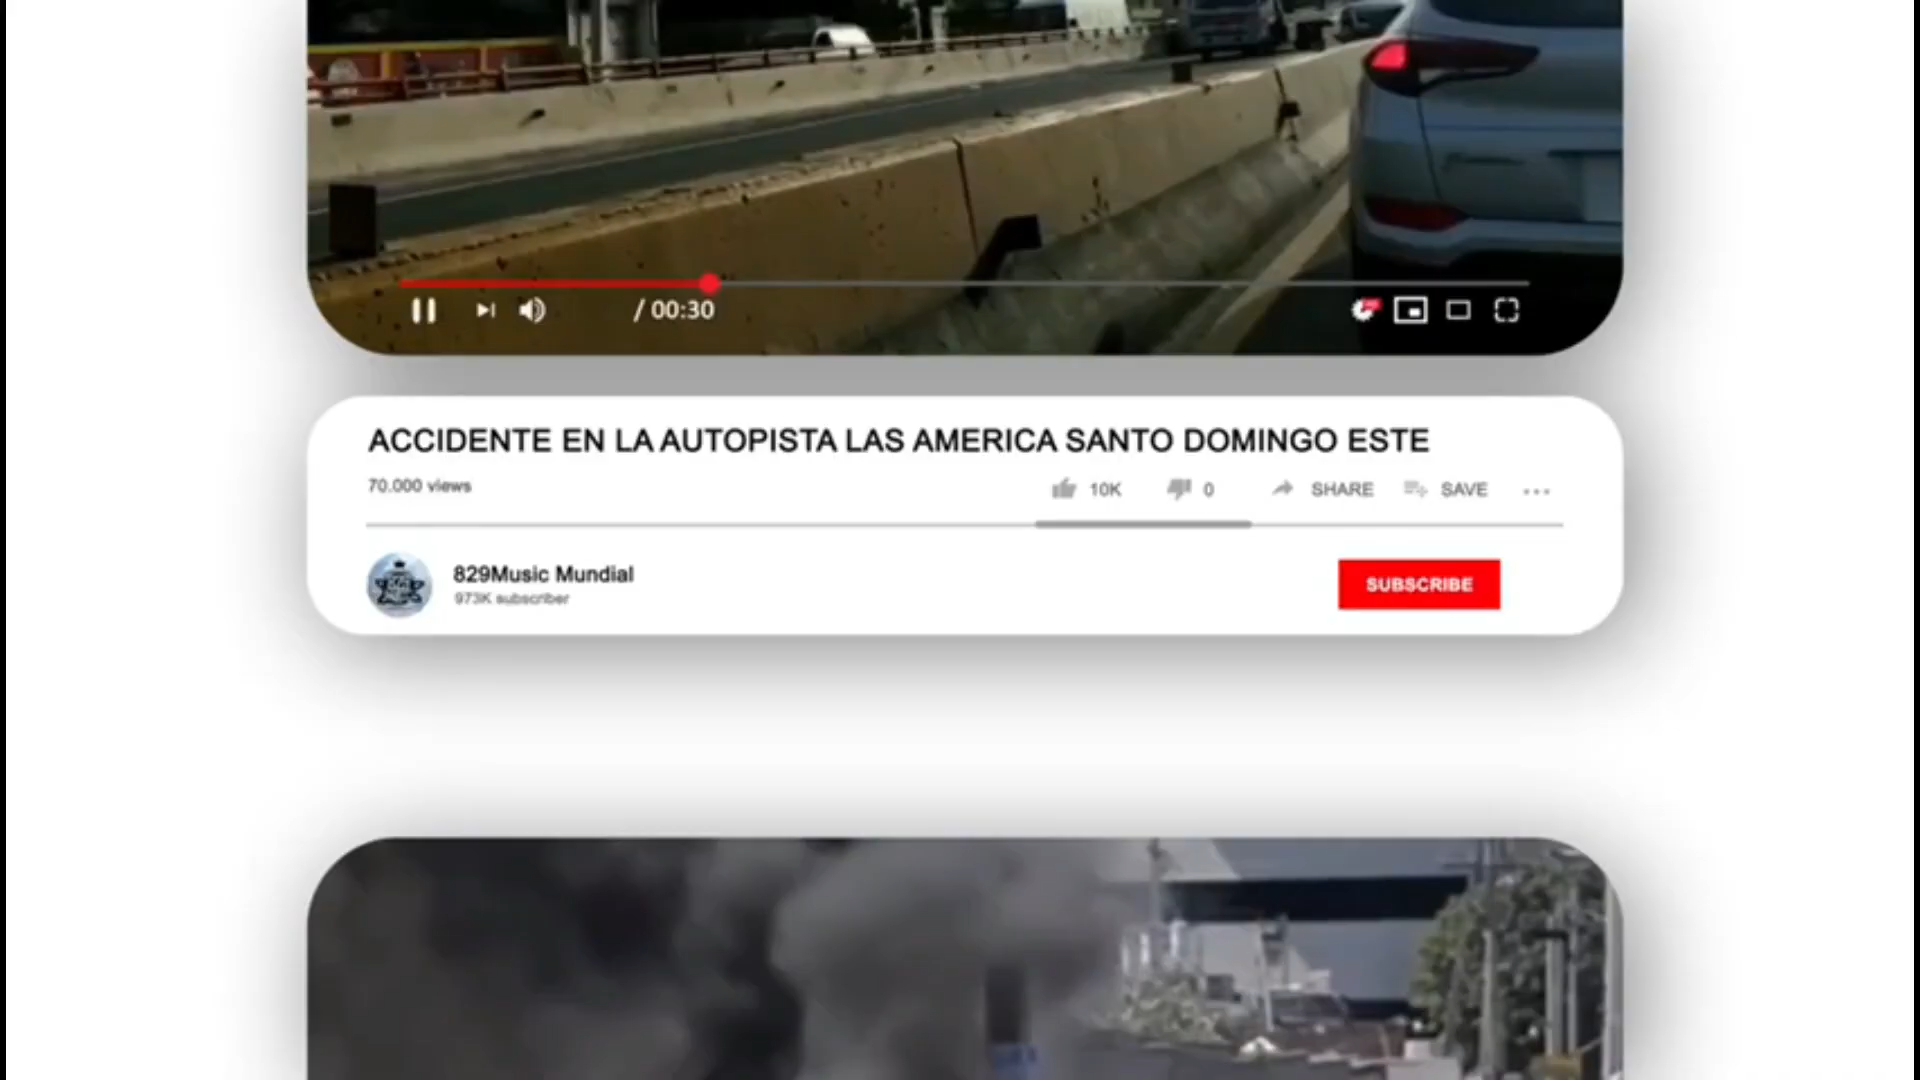 / 00:30
ACCIDENTE EN LA AUTOPISTA LAS AMERICA SANTO DOMINGO ESTE
70.000 views
10K
0
SHARE
SAVE
829Music Mundial
973K subscriber
SUBSCRIBE